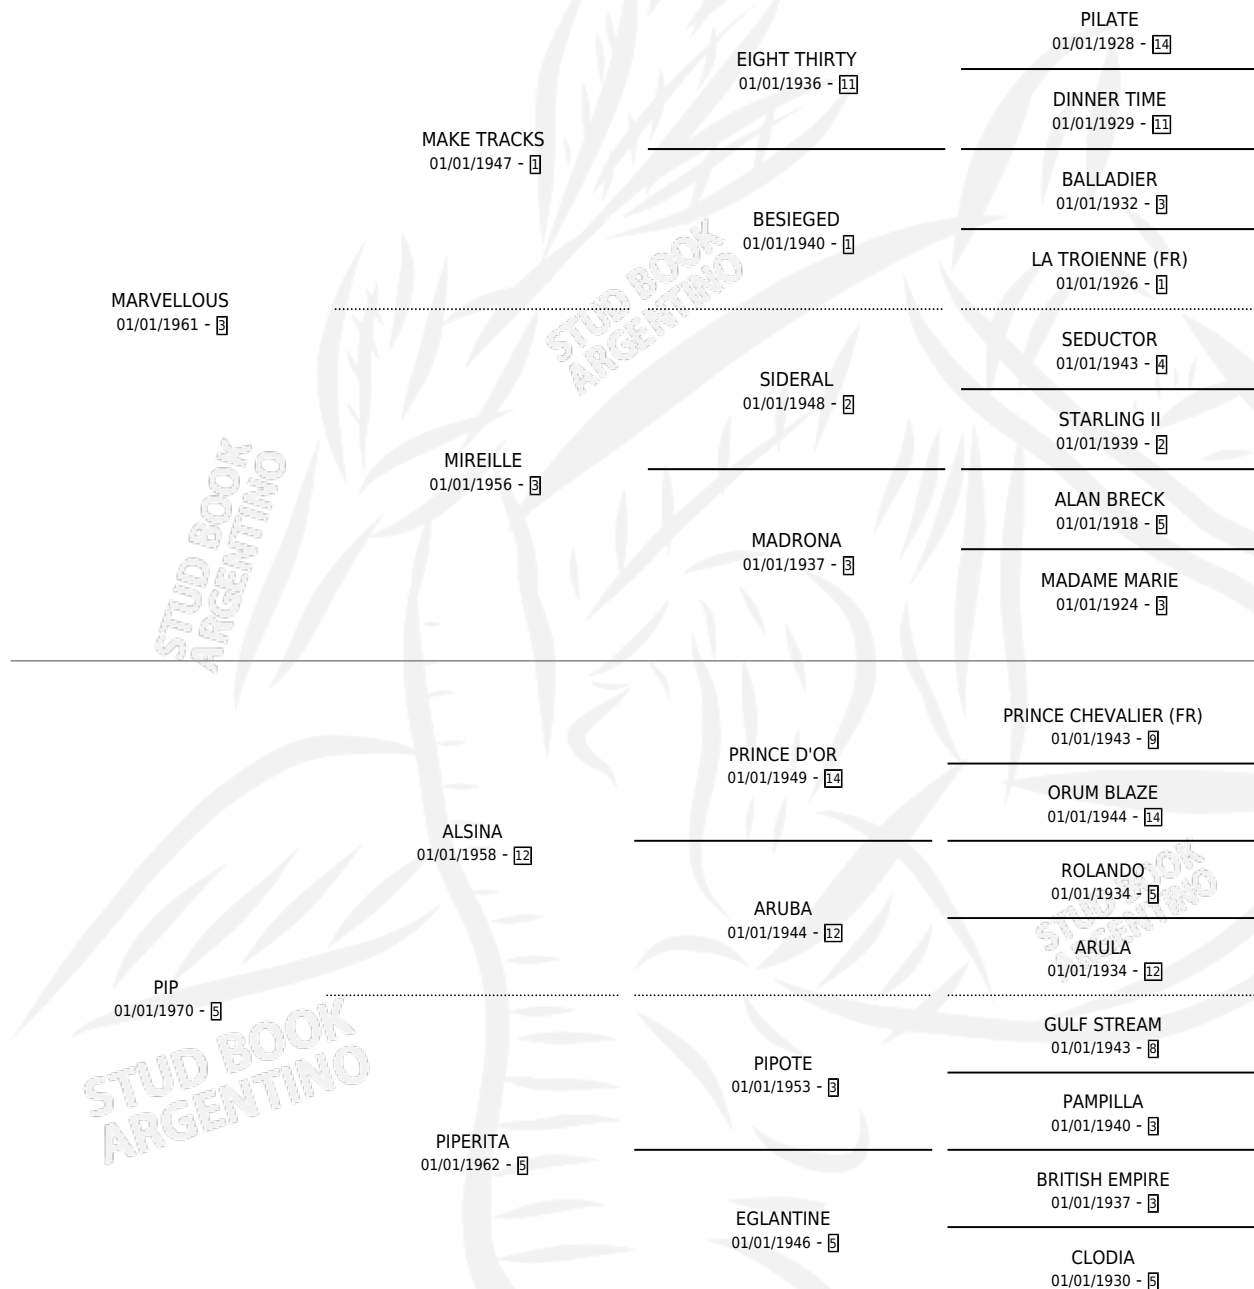 PILATE
01/01/1928 - 14
EIGHT THIRTY
01/01/1936 - 11
DINNER TIME
01/01/1929 - 11
MAKE TRACKS
01/01/1947 - 1
BALLADIER
01/01/1932 - 3
BESIEGED
01/01/1940 - 1
LA TROIENNE (FR)
01/01/1926 - 1
MARVELLOUS
01/01/1961 - 3
SEDUCTOR
01/01/1943 - 4
SIDERAL
01/01/1948 - 2
STARLING II
01/01/1939 - 2
MIREILLE
01/01/1956 - 3
ALAN BRECK
01/01/1918 - 5
MADRONA
01/01/1937 - 3
MADAME MARIE
01/01/1924 - 3
PRINCE CHEVALIER (FR)
01/01/1943 - 9
PRINCE D'OR
01/01/1949 - 14
ORUM BLAZE
01/01/1944 - 14
ALSINA
01/01/1958 - 12
ROLANDO
01/01/1934 - 5
ARUBA
01/01/1944 - 12
ARULA
01/01/1934 - 12
PIP
01/01/1970 - 5
GULF STREAM
01/01/1943 - 8
PIPOTE
01/01/1953 - 3
PAMPILLA
01/01/1940 - 3
PIPERITA
01/01/1962 - 5
BRITISH EMPIRE
01/01/1937 - 3
EGLANTINE
01/01/1946 - 5
CLODIA
01/01/1930 - 5
STUD BOOK
ARGENTINO
STUD BOOK
ARGENTINO
STUD BOOK
ARGENTINO
STUD BOOK
ARGENTINO